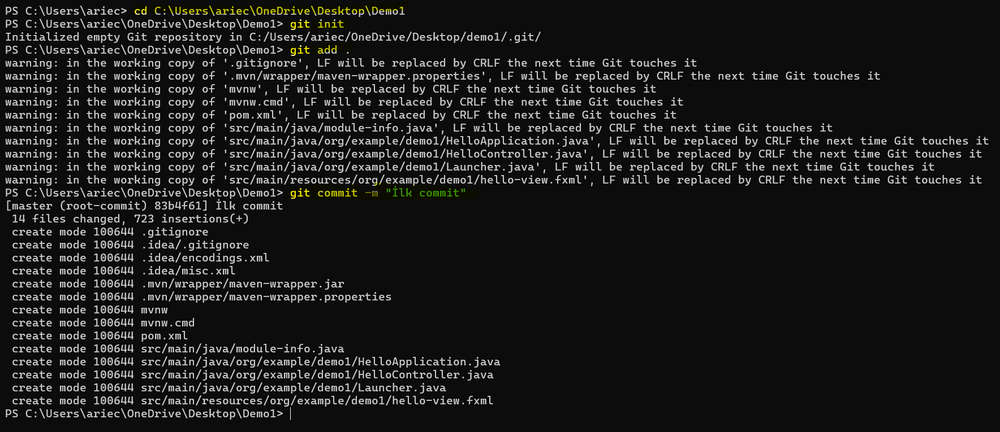 PS C:\Users\ariec> cd C:\Users\ariec\OneDrive\Desktop\Demo1
PS C:\Users\ariec\OneDrive\Desktop\Demo1> git init
Initialized empty Git repository in C:/Users/ariec/OneDrive/Desktop/demo1/.git/
PS C:\Users\ariec\OneDrive\Desktop\Demo1> git add .
warning: in the working copy of '.gitignore', LF will be replaced by CRLF the next time Git touches it
warning: in the working copy of '.mvn/wrapper/maven-wrapper.properties', LF will be replaced by CRLF the next time Git touches it
warning: in the working copy of 'mvnw', LF will be replaced by CRLF the next time Git touches it
warning: in the working copy of 'mvnw.cmd', LF will be replaced by CRLF the next time Git touches it
warning: in the working copy of 'pom.xml', LF will be replaced by CRLF the next time Git touches it
warning: in the working copy of 'src/main/java/module-info.java', LF will be replaced by CRLF the next time Git touches it
warning: in the working copy of 'src/main/java/org/example/demo1/HelloApplication.java', LF will be replaced by CRLF the next time Git touches it
warning: in the working copy of 'src/main/java/org/example/demo1/HelloController.java', LF will be replaced by CRLF the next time Git touches it
warning: in the working copy of 'src/main/java/org/example/demo1/Launcher.java', LF will be replaced by CRLF the next time Git touches it
warning: in the working copy of 'src/main/resources/org/example/demo1/hello-view.fxml', LF will be replaced by CRLF the next time Git touches it
PS C:\Users\ariec\OneDrive\Desktop\Demo1> git commit -m "İlk commit"
[master (root-commit) 83b4f61] İlk commit
 14 files changed, 723 insertions(+)
 create mode 100644 .gitignore
 create mode 100644 .idea/.gitignore
 create mode 100644 .idea/encodings.xml
 create mode 100644 .idea/misc.xml
 create mode 100644 .mvn/wrapper/maven-wrapper.jar
 create mode 100644 .mvn/wrapper/maven-wrapper.properties
 create mode 100644 mvnw
 create mode 100644 mvnw.cmd
 create mode 100644 pom.xml
 create mode 100644 src/main/java/module-info.java
 create mode 100644 src/main/java/org/example/demo1/HelloApplication.java
 create mode 100644 src/main/java/org/example/demo1/HelloController.java
 create mode 100644 src/main/java/org/example/demo1/Launcher.java
 create mode 100644 src/main/resources/org/example/demo1/hello-view.fxml
PS C:\Users\ariec\OneDrive\Desktop\Demo1>